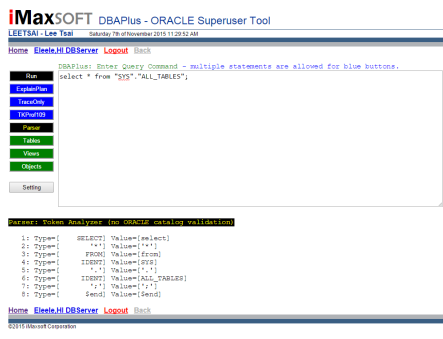 iMaxSOFT DBAPlus - ORACLE Superuser Tool
LEETSAI - Lee Tsai Saturday 7th of November 2015 11:29:52 AM
Home Eleele,HI DBServer Logout Back
DBAPlus: Enter Query Command - multiple statements are allowed for blue buttons.
Run
select * from "SYS"."ALL_TABLES";
ExplainPlan
TraceOnly
TKProf109
Parser
Tables
Views
Objects
Setting
Parser: Token Analyzer (no ORACLE catalog validation)
1: Type=[ SELECT] Value=[select]
2: Type=[ '*'] Value=['*']
3: Type=[ FROM] Value=[from]
4: Type=[ IDENT] Value=[SYS]
5: Type=[ '.'] Value=['.']
6: Type=[ IDENT] Value=[ALL_TABLES]
7: Type=[ ';'] Value=[';']
8: Type=[ $end] Value=[$end]
Home Eleele,HI DBServer Logout Back
©2015 iMaxsoft Corporation